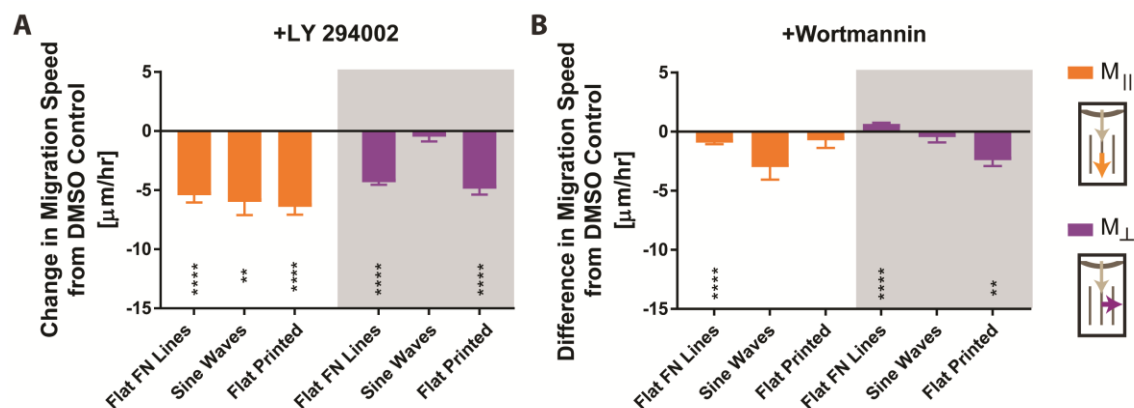 A
+LY 294002
Change in Migration Speed
from DMSO Control
[μm/hr]
5
0
-5
-10
-15
****
**
****
****
****
Flat FN Lines
Sine Waves
Flat Printed
Flat FN Lines
Sine Waves
Flat Printed
B
+Wortmannin
Difference in Migration Speed
from DMSO Control
[μm/hr]
5
0
-5
-10
-15
****
****
**
Flat FN Lines
Sine Waves
Flat Printed
Flat FN Lines
Sine Waves
Flat Printed
M||
M⊥